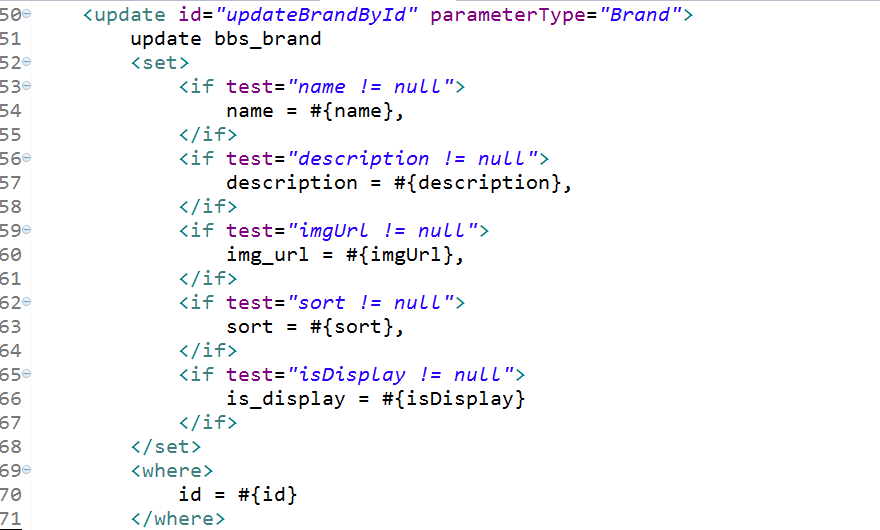 50 <update id="updateBrandById" parameterType="Brand">
51 update bbs_brand
52 <set>
53 <if test="name != null">
54 name = #{name},
55 </if>
56 <if test="description != null">
57 description = #{description},
58 </if>
59 <if test="imgUrl != null">
60 img_url = #{imgUrl},
61 </if>
62 <if test="sort != null">
63 sort = #{sort},
64 </if>
65 <if test="isDisplay != null">
66 is_display = #{isDisplay}
67 </if>
68 </set>
69 <where>
70 id = #{id}
71 </where>